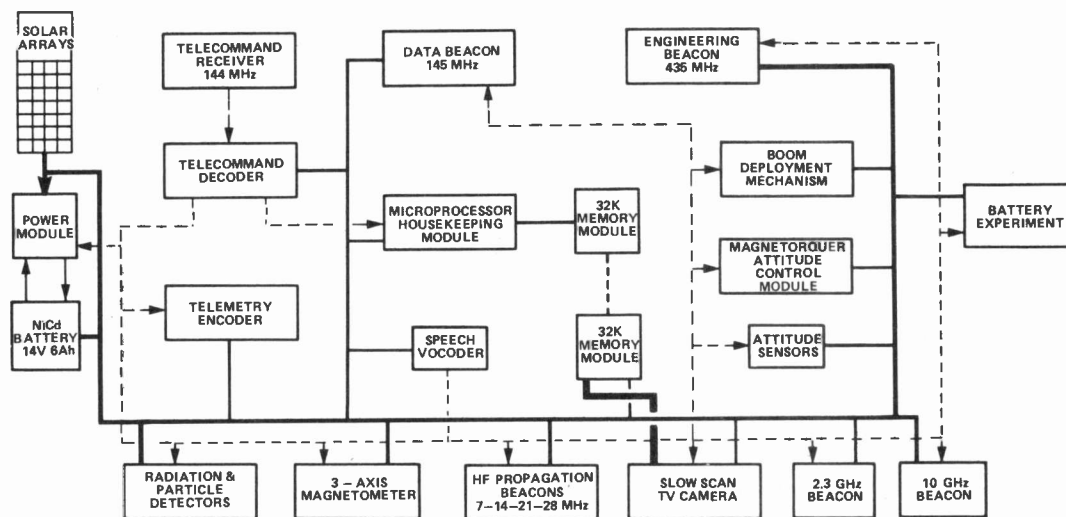 SOLAR
ARRAYS
TELECOMMAND
RECEIVER
144 MHz
DATA BEACON
145 MHz
ENGINEERING
BEACON
435 MHz
TELECOMMAND
DECODER
BOOM
DEPLOYMENT
MECHANISM
POWER
MODULE
MICROPROCESSOR
HOUSEKEEPING
MODULE
32K
MEMORY
MODULE
BATTERY
EXPERIMENT
MAGNETORQUER
ATTITUDE
CONTROL
MODULE
NiCd
BATTERY
14V 6Ah
TELEMETRY
ENCODER
SPEECH
VOCODER
32K
MEMORY
MODULE
ATTITUDE
SENSORS
RADIATION &
PARTICLE
DETECTORS
3 – AXIS
MAGNETOMETER
HF PROPAGATION
BEACONS
7–14–21–28 MHz
SLOW SCAN
TV CAMERA
2.3 GHz
BEACON
10 GHz
BEACON